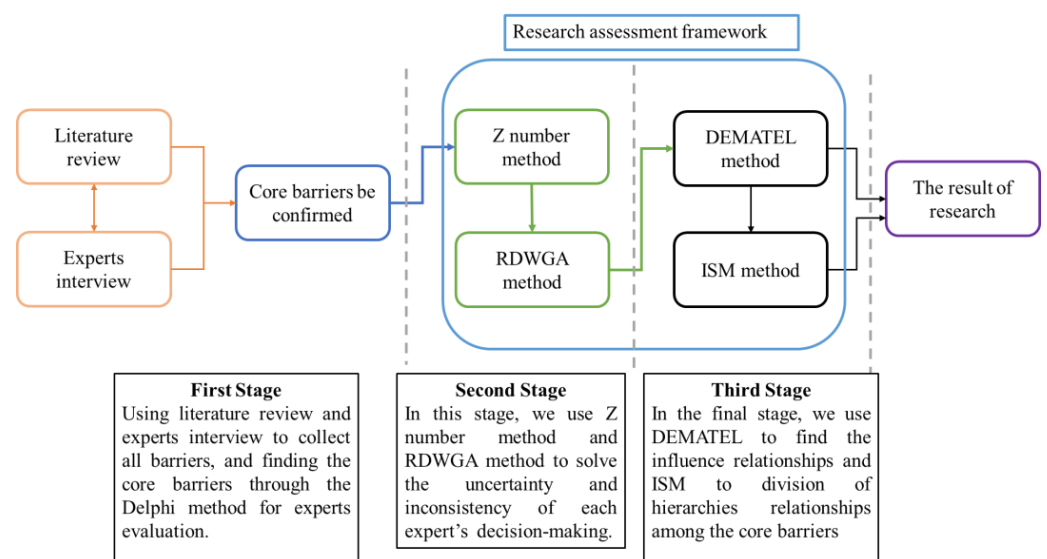 Research assessment framework
Literature
review
Experts
interview
Core barriers be
confirmed
Z number
method
RDWGA
method
DEMATEL
method
ISM method
The result of
research
First Stage
Using literature review and
experts interview to collect
all barriers, and finding the
core barriers through the
Delphi method for experts
evaluation.
Second Stage
In this stage, we use Z
number method and
RDWGA method to solve
the uncertainty and
inconsistency of each
expert's decision-making.
Third Stage
In the final stage, we use
DEMATEL to find the
influence relationships and
ISM to division of
hierarchies relationships
among the core barriers